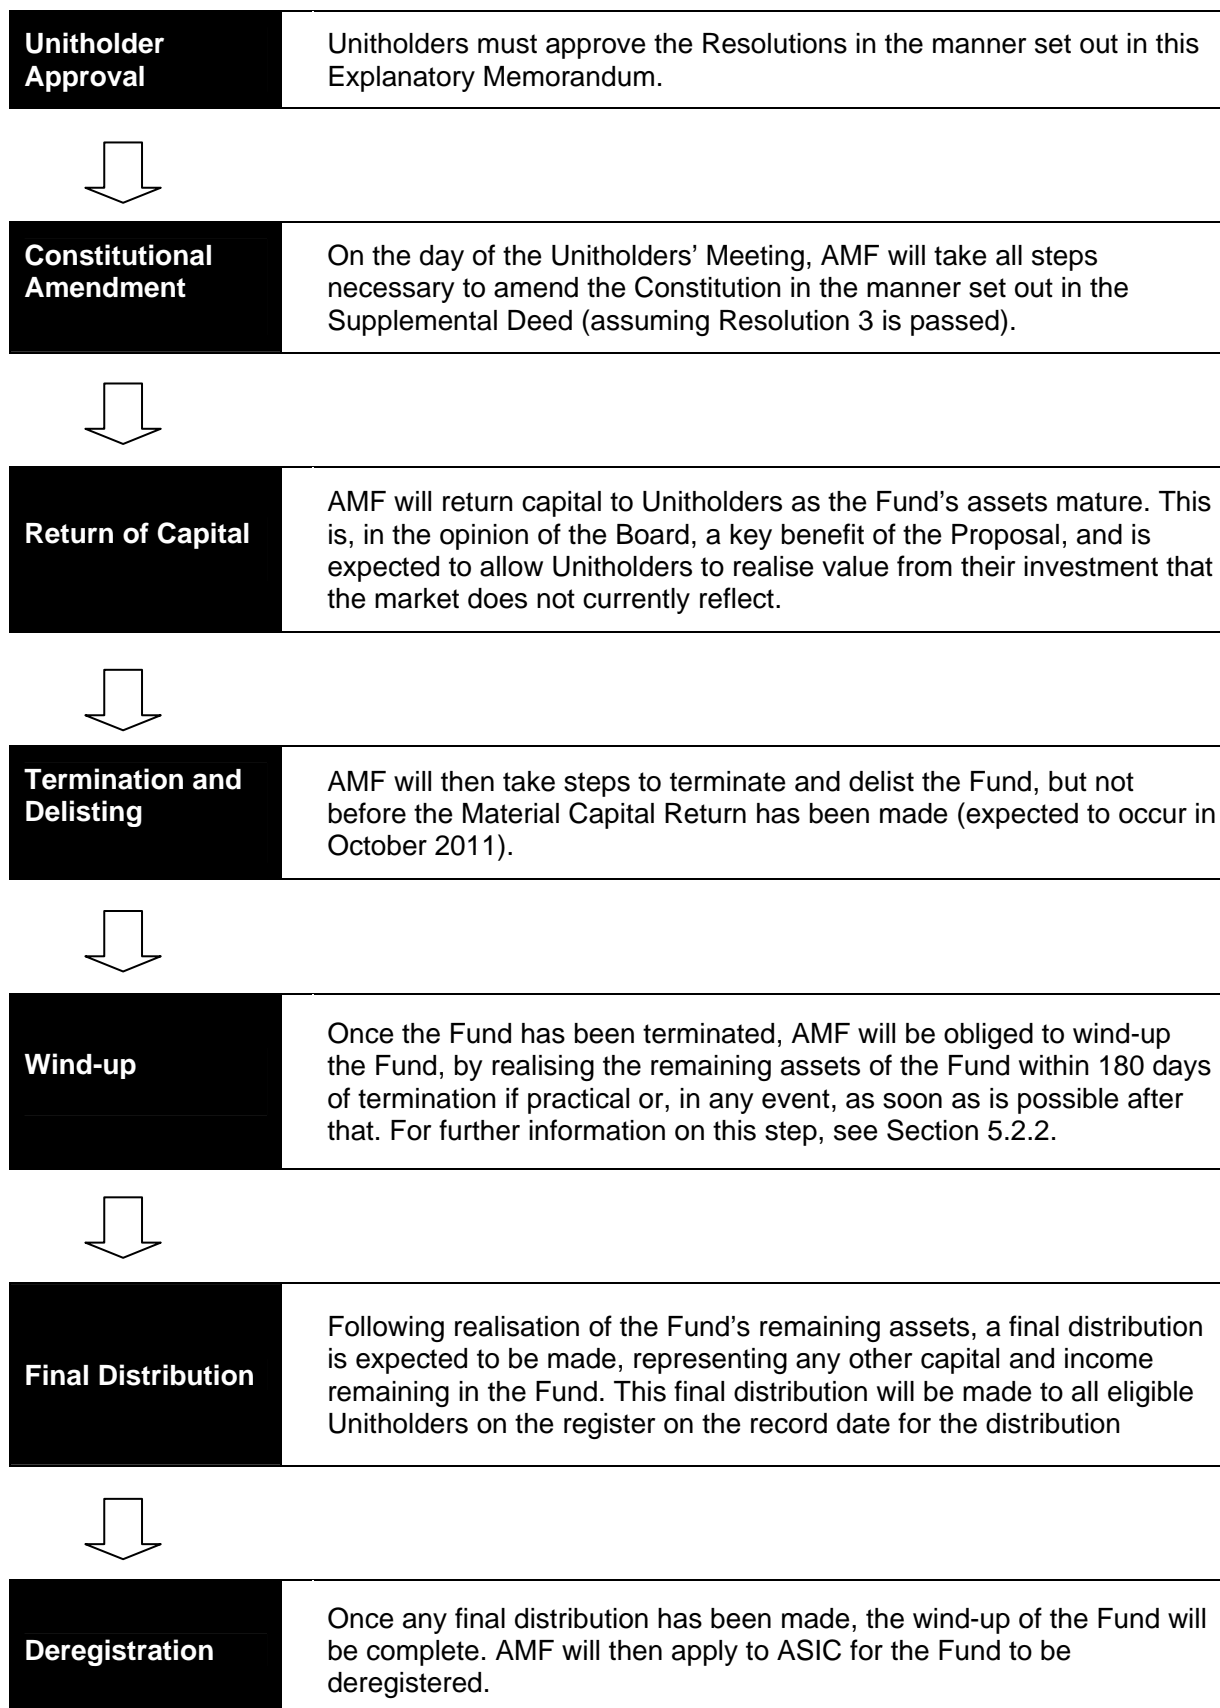 Unitholder
Approval
Unitholders must approve the Resolutions in the manner set out in this
Explanatory Memorandum.
Constitutional
Amendment
On the day of the Unitholders’ Meeting, AMF will take all steps
necessary to amend the Constitution in the manner set out in the
Supplemental Deed (assuming Resolution 3 is passed).
Return of Capital
AMF will return capital to Unitholders as the Fund’s assets mature. This
is, in the opinion of the Board, a key benefit of the Proposal, and is
expected to allow Unitholders to realise value from their investment that
the market does not currently reflect.
Termination and
Delisting
AMF will then take steps to terminate and delist the Fund, but not
before the Material Capital Return has been made (expected to occur in
October 2011).
Wind-up
Once the Fund has been terminated, AMF will be obliged to wind-up
the Fund, by realising the remaining assets of the Fund within 180 days
of termination if practical or, in any event, as soon as is possible after
that. For further information on this step, see Section 5.2.2.
Final Distribution
Following realisation of the Fund’s remaining assets, a final distribution
is expected to be made, representing any other capital and income
remaining in the Fund. This final distribution will be made to all eligible
Unitholders on the register on the record date for the distribution
Deregistration
Once any final distribution has been made, the wind-up of the Fund will
be complete. AMF will then apply to ASIC for the Fund to be
deregistered.